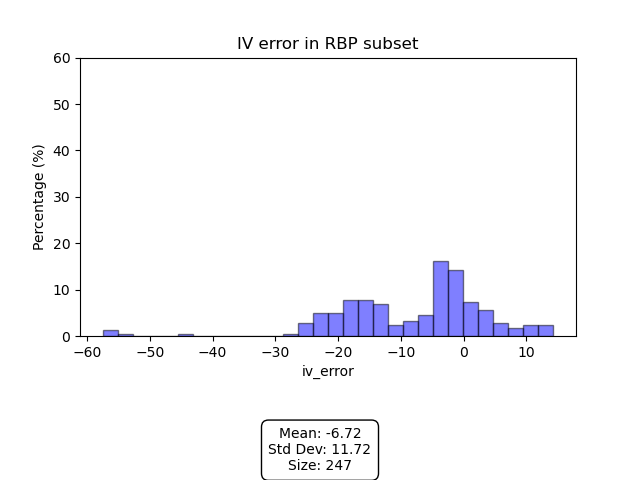 IV error in RBP subset
60
50
40
30
20
10
0
Percentage (%)
−60 −50 −40 −30 −20 −10 0 10
iv_error
Mean: -6.72
Std Dev: 11.72
Size: 247